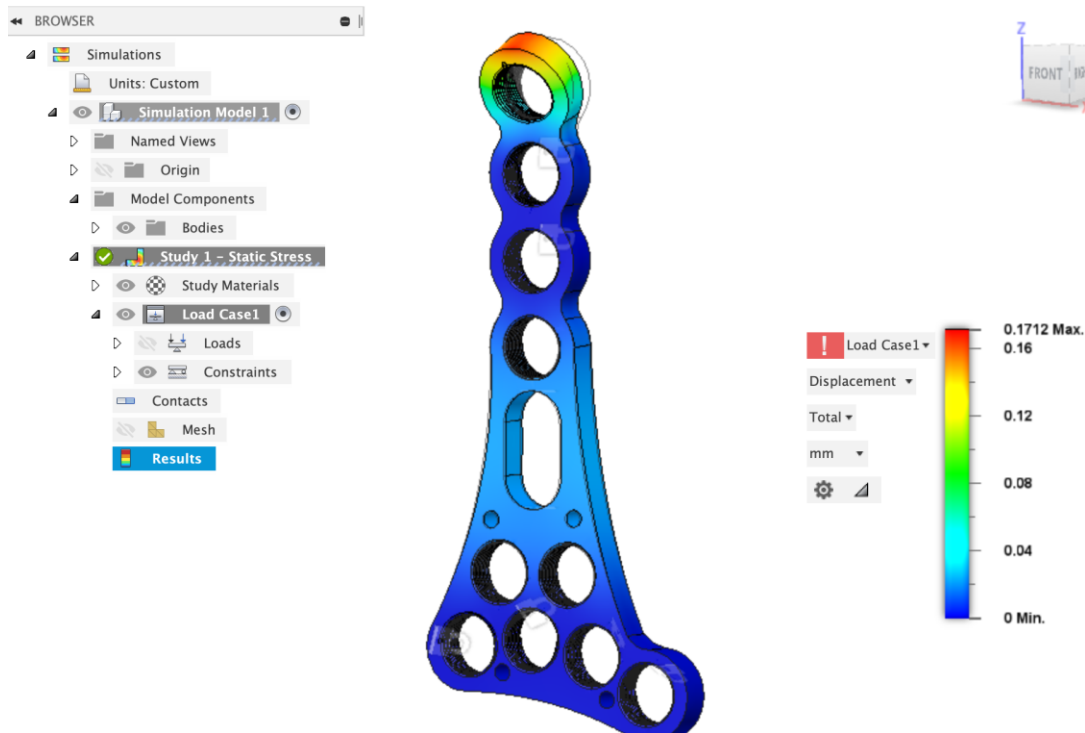 BROWSER
Simulations
Units: Custom
Simulation Model 1
Named Views
Origin
Model Components
Bodies
Study 1 - Static Stress
Study Materials
Load Case1
Loads
Constraints
Contacts
Mesh
Results
Z
FRONT
Load Case1
Displacement
Total
mm
0.1712 Max.
0.16
0.12
0.08
0.04
0 Min.